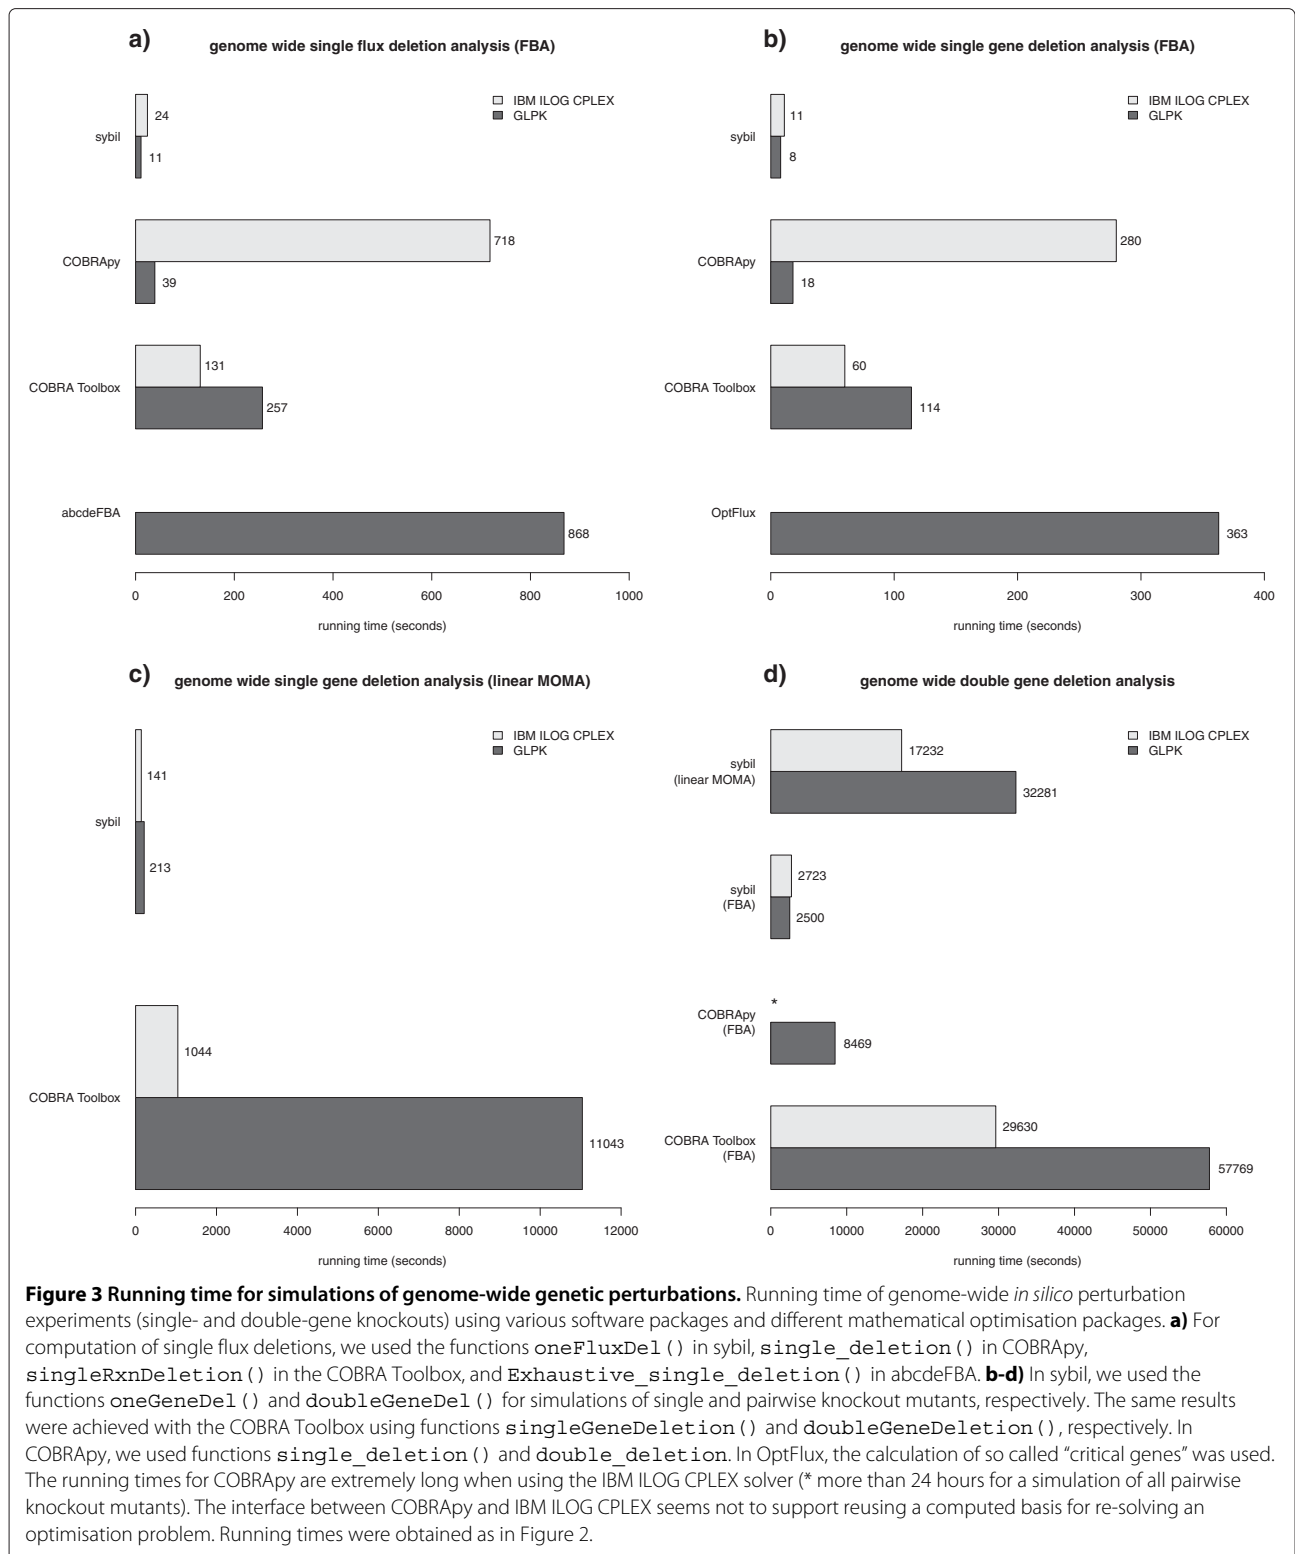 a) genome wide single flux deletion analysis (FBA)
IBM ILOG CPLEX
GLPK
sybil
24
11
COBRApy
718
39
COBRA Toolbox
131
257
abcdeFBA
868
0 200 400 600 800 1000
running time (seconds)
b) genome wide single gene deletion analysis (FBA)
IBM ILOG CPLEX
GLPK
sybil
11
8
COBRApy
280
18
COBRA Toolbox
60
114
OptFlux
363
0 100 200 300 400
running time (seconds)
c) genome wide single gene deletion analysis (linear MOMA)
IBM ILOG CPLEX
GLPK
sybil
141
213
COBRA Toolbox
1044
11043
0 2000 4000 6000 8000 10000 12000
running time (seconds)
d) genome wide double gene deletion analysis
IBM ILOG CPLEX
GLPK
sybil
(linear MOMA)
17232
32281
sybil
(FBA)
2723
2500
COBRApy
(FBA)
*
8469
COBRA Toolbox
(FBA)
29630
57769
0 10000 20000 30000 40000 50000 60000
running time (seconds)
Figure 3 Running time for simulations of genome-wide genetic perturbations. Running time of genome-wide in silico perturbation
experiments (single- and double-gene knockouts) using various software packages and different mathematical optimisation packages. a) For
computation of single flux deletions, we used the functions oneFluxDel() in sybil, single_deletion() in COBRApy,
singleRxnDeletion() in the COBRA Toolbox, and Exhaustive_single_deletion() in abcdeFBA. b-d) In sybil, we used the
functions oneGeneDel() and doubleGeneDel() for simulations of single and pairwise knockout mutants, respectively. The same results
were achieved with the COBRA Toolbox using functions singleGeneDeletion() and doubleGeneDeletion(), respectively. In
COBRApy, we used functions single_deletion() and double_deletion. In OptFlux, the calculation of so called “critical genes” was used.
The running times for COBRApy are extremely long when using the IBM ILOG CPLEX solver (* more than 24 hours for a simulation of all pairwise
knockout mutants). The interface between COBRApy and IBM ILOG CPLEX seems not to support reusing a computed basis for re-solving an
optimisation problem. Running times were obtained as in Figure 2.